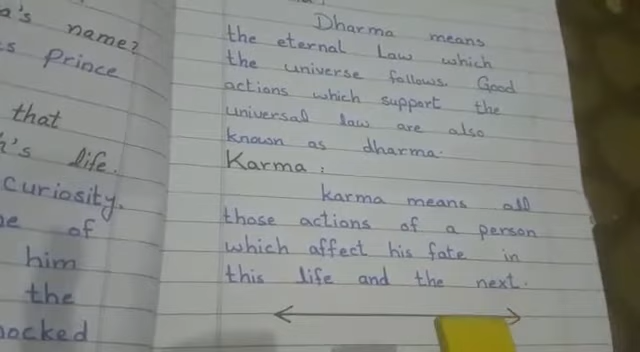 a's name?
s Prince
that
h's life.
curiosity.
of
him
the
ocked
Dharma means
the eternal Law which
the universe follows. Good
actions which support the
universal law are also
known as dharma.
Karma:
karma means all
those actions of a person
which affect his fate in
this life and the next.